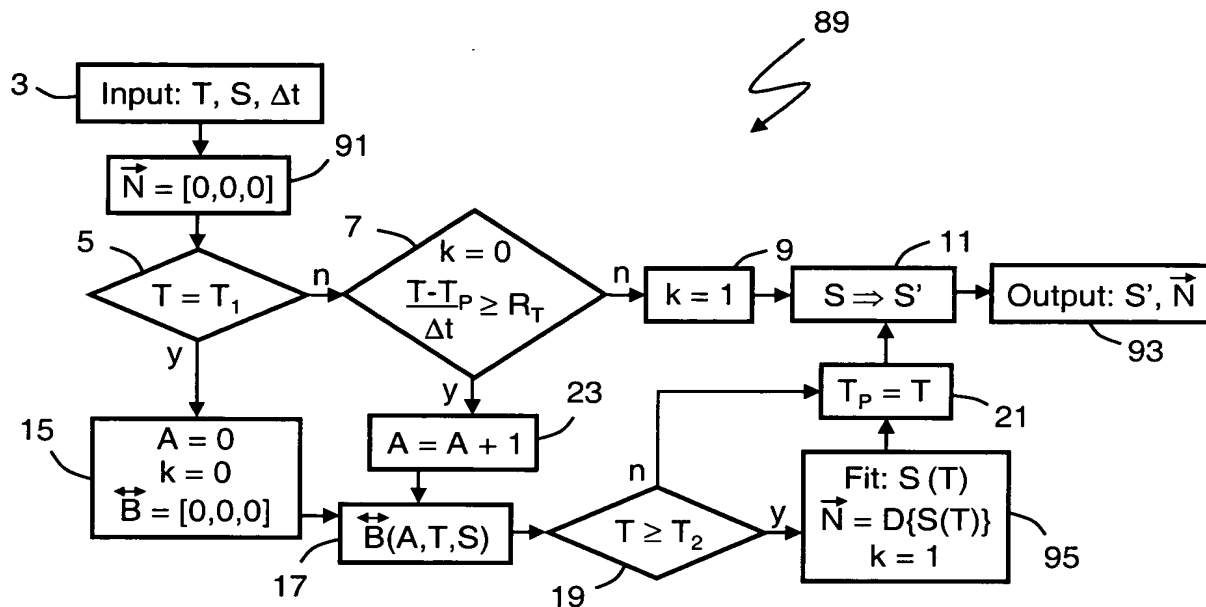 89
3
Input: T, S, Δt
91
N⃗ = [0,0,0]
5
T = T₁
n
y
7
k = 0
T-Tₚ/Δt ≥ R_T
n
y
9
k = 1
11
S ⇒ S’
Output: S’, N⃗
93
15
A = 0
k = 0
B⃡ = [0,0,0]
23
A = A + 1
17
B⃡(A,T,S)
19
T ≥ T₂
n
y
Tₚ = T
21
Fit: S (T)
N⃗ = D{S(T)}
k = 1
95